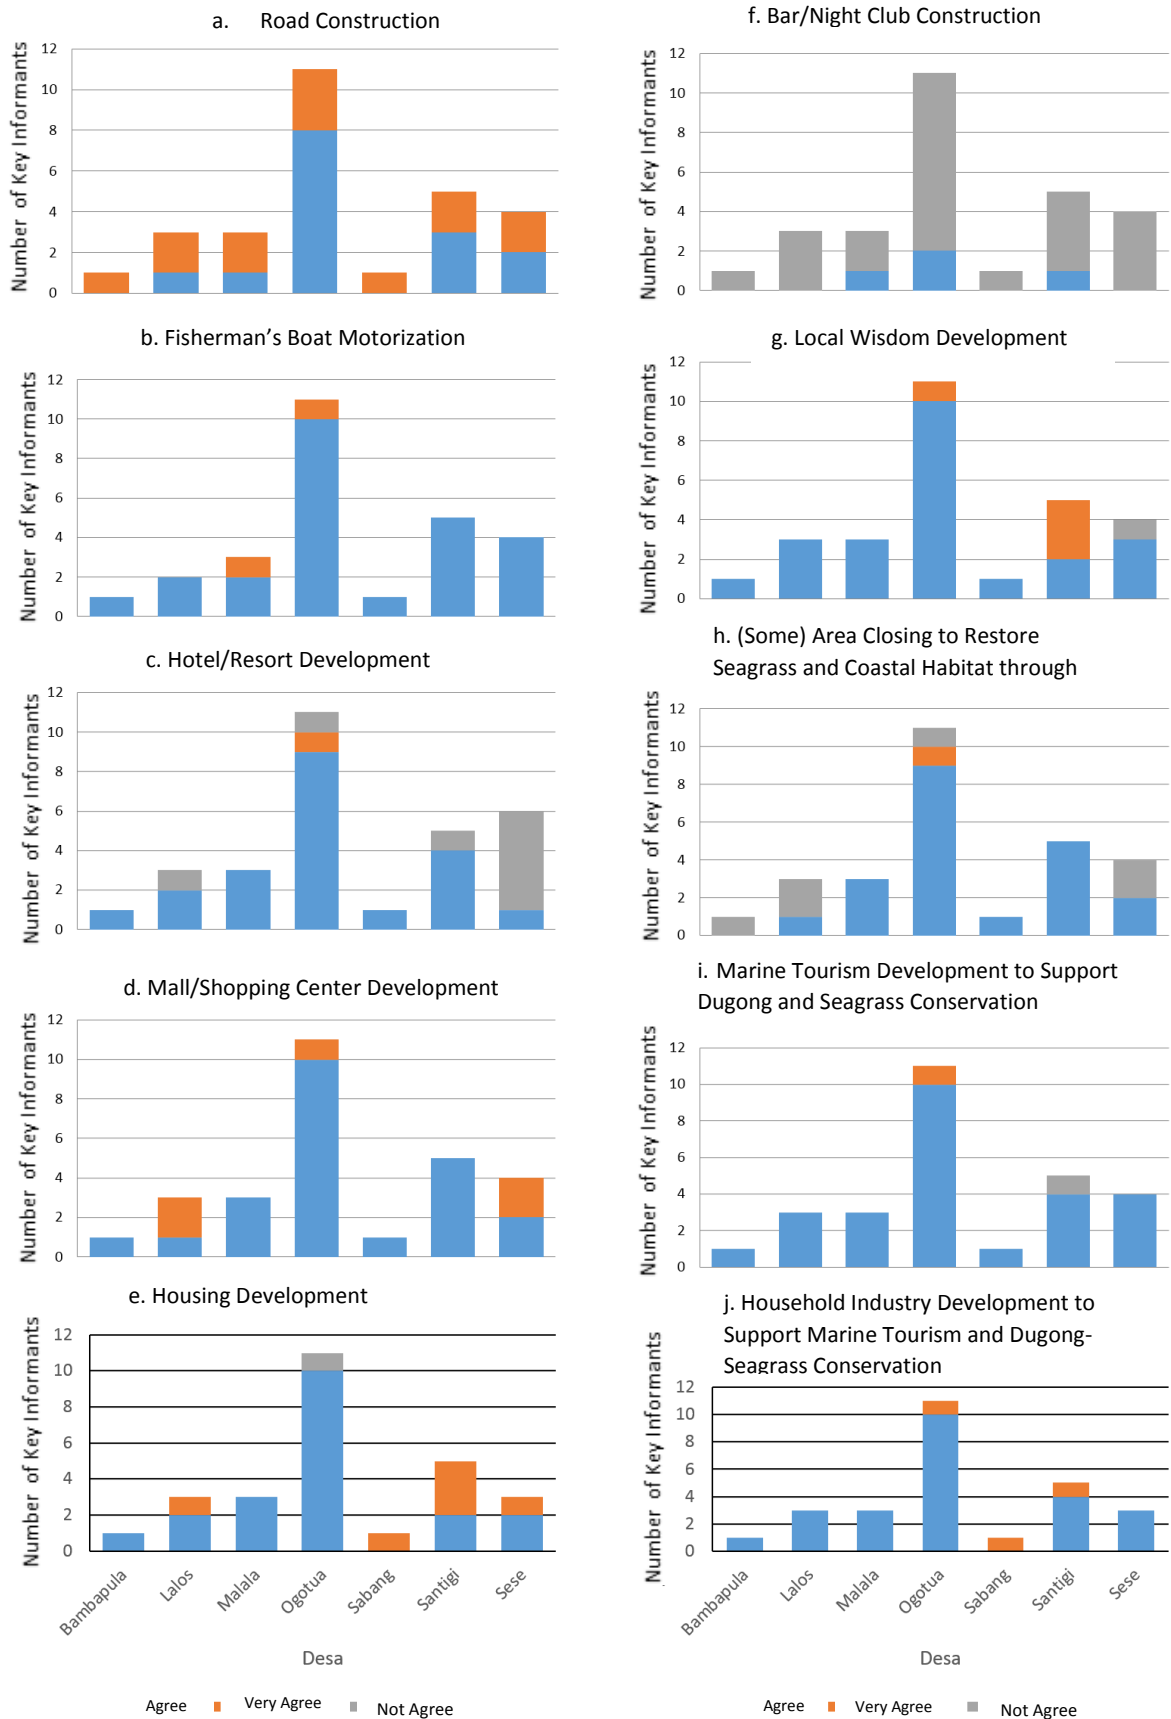 a. Road Construction
Number of Key Informants
12
10
8
6
4
2
0
b. Fisherman's Boat Motorization
Number of Key Informants
12
10
8
6
4
2
0
c. Hotel/Resort Development
Number of Key Informants
12
10
8
6
4
2
0
d. Mall/Shopping Center Development
Number of Key Informants
12
10
8
6
4
2
0
e. Housing Development
Number of Key Informants
12
10
8
6
4
2
0
Bambapula
Lalos
Malala
Ogotua
Sabang
Santigi
Sese
Desa
Agree Very Agree Not Agree
f. Bar/Night Club Construction
Number of Key Informants
12
10
8
6
4
2
0
g. Local Wisdom Development
Number of Key Informants
12
10
8
6
4
2
0
h. (Some) Area Closing to Restore
Seagrass and Coastal Habitat through
Number of Key Informants
12
10
8
6
4
2
0
i. Marine Tourism Development to Support
Dugong and Seagrass Conservation
Number of Key Informants
12
10
8
6
4
2
0
j. Household Industry Development to
Support Marine Tourism and Dugong-
Seagrass Conservation
Number of Key Informants
12
10
8
6
4
2
0
Bambapula
Lalos
Malala
Ogotua
Sabang
Santigi
Sese
Desa
Agree Very Agree Not Agree